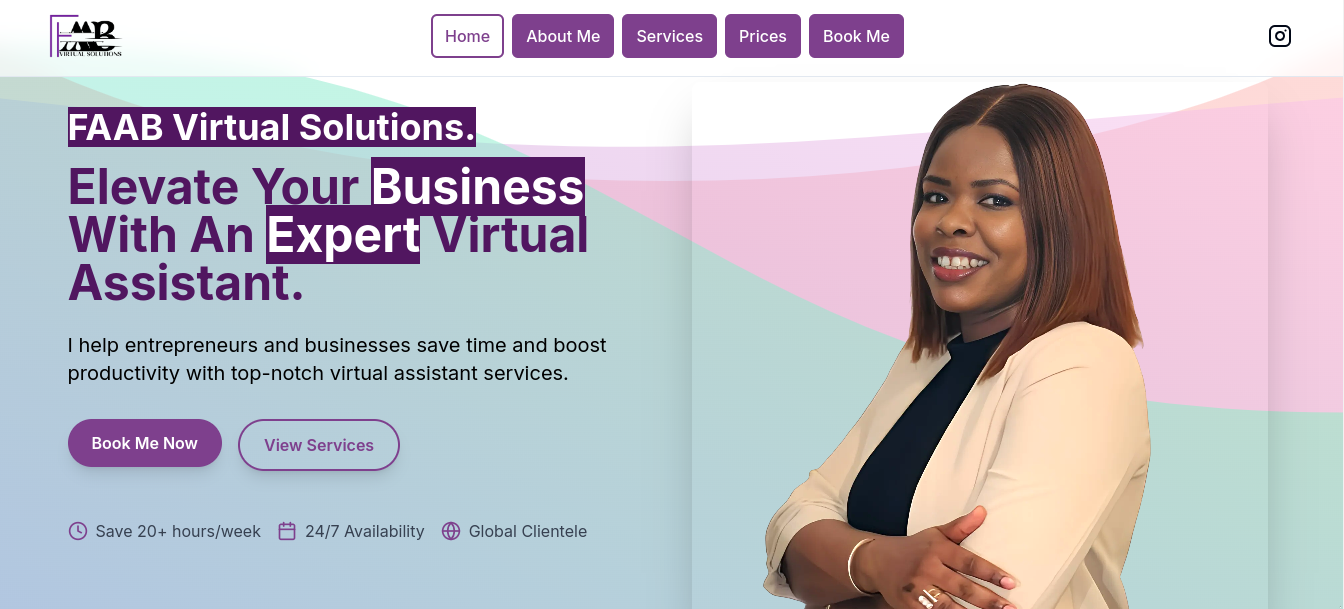 FAAB
VIRTUAL SOLUTIONS
Home
About Me
Services
Prices
Book Me
FAAB Virtual Solutions.
Elevate Your Business
With An Expert Virtual
Assistant.
I help entrepreneurs and businesses save time and boost
productivity with top-notch virtual assistant services.
Book Me Now
View Services
Save 20+ hours/week
24/7 Availability
Global Clientele